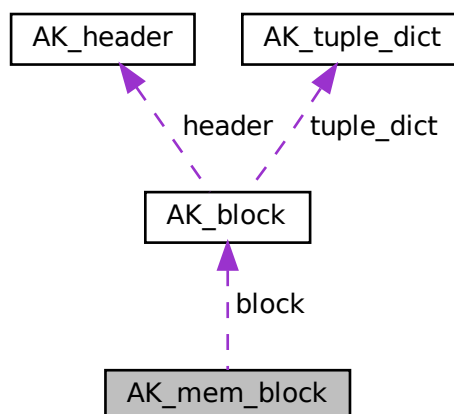 AK_header
AK_tuple_dict
header
tuple_dict
AK_block
block
AK_mem_block